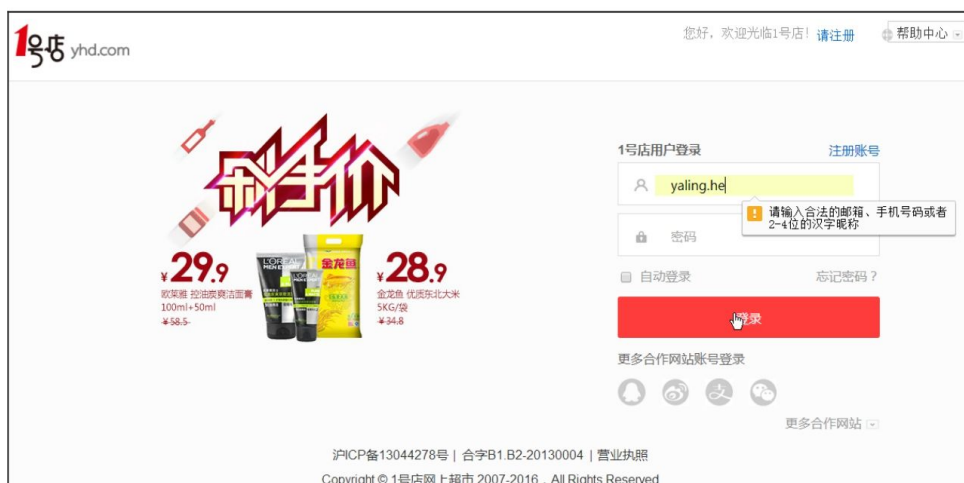 1号店 yhd.com
您好，欢迎光临1号店！ 请注册
帮助中心
剁手价
1号店用户登录
注册账号
yaling.he
请输入合法的邮箱、手机号码或者
2-4位的汉字昵称
密码
自动登录
忘记密码？
登录
¥29.9
欧莱雅 控油炭爽洁面膏
100ml+50ml
¥58.5
L'OREAL
MEN EXPERT
金龙鱼
¥28.9
金龙鱼 优质东北大米
5KG/袋
¥34.8
更多合作网站账号登录
更多合作网站
沪ICP备13044278号 | 合字B1.B2-20130004 | 营业执照
Copyright © 1号店网上超市 2007-2016，All Rights Reserved